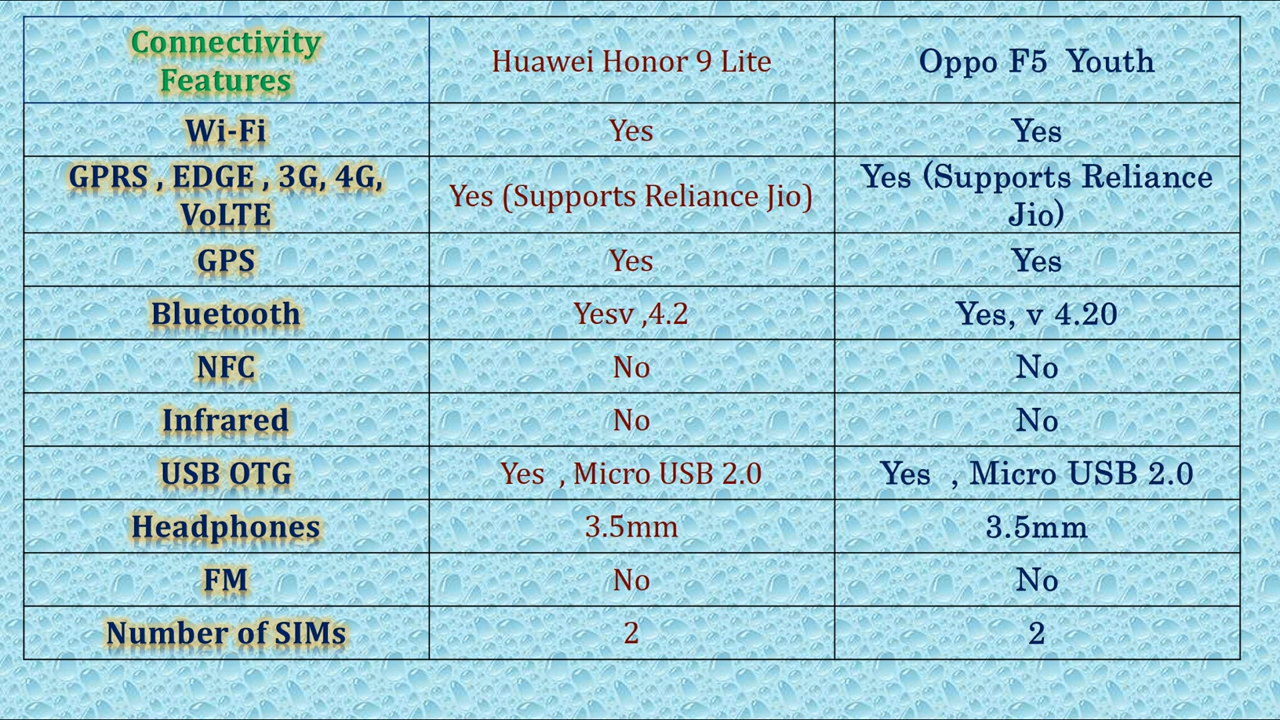 Connectivity
Features
Huawei Honor 9 Lite
Oppo F5  Youth
Wi-Fi
Yes
Yes
GPRS , EDGE , 3G, 4G,
VoLTE
Yes (Supports Reliance Jio)
Yes (Supports Reliance
Jio)
GPS
Yes
Yes
Bluetooth
Yesv ,4.2
Yes, v 4.20
NFC
No
No
Infrared
No
No
USB OTG
Yes  , Micro USB 2.0
Yes  , Micro USB 2.0
Headphones
3.5mm
3.5mm
FM
No
No
Number of SIMs
2
2